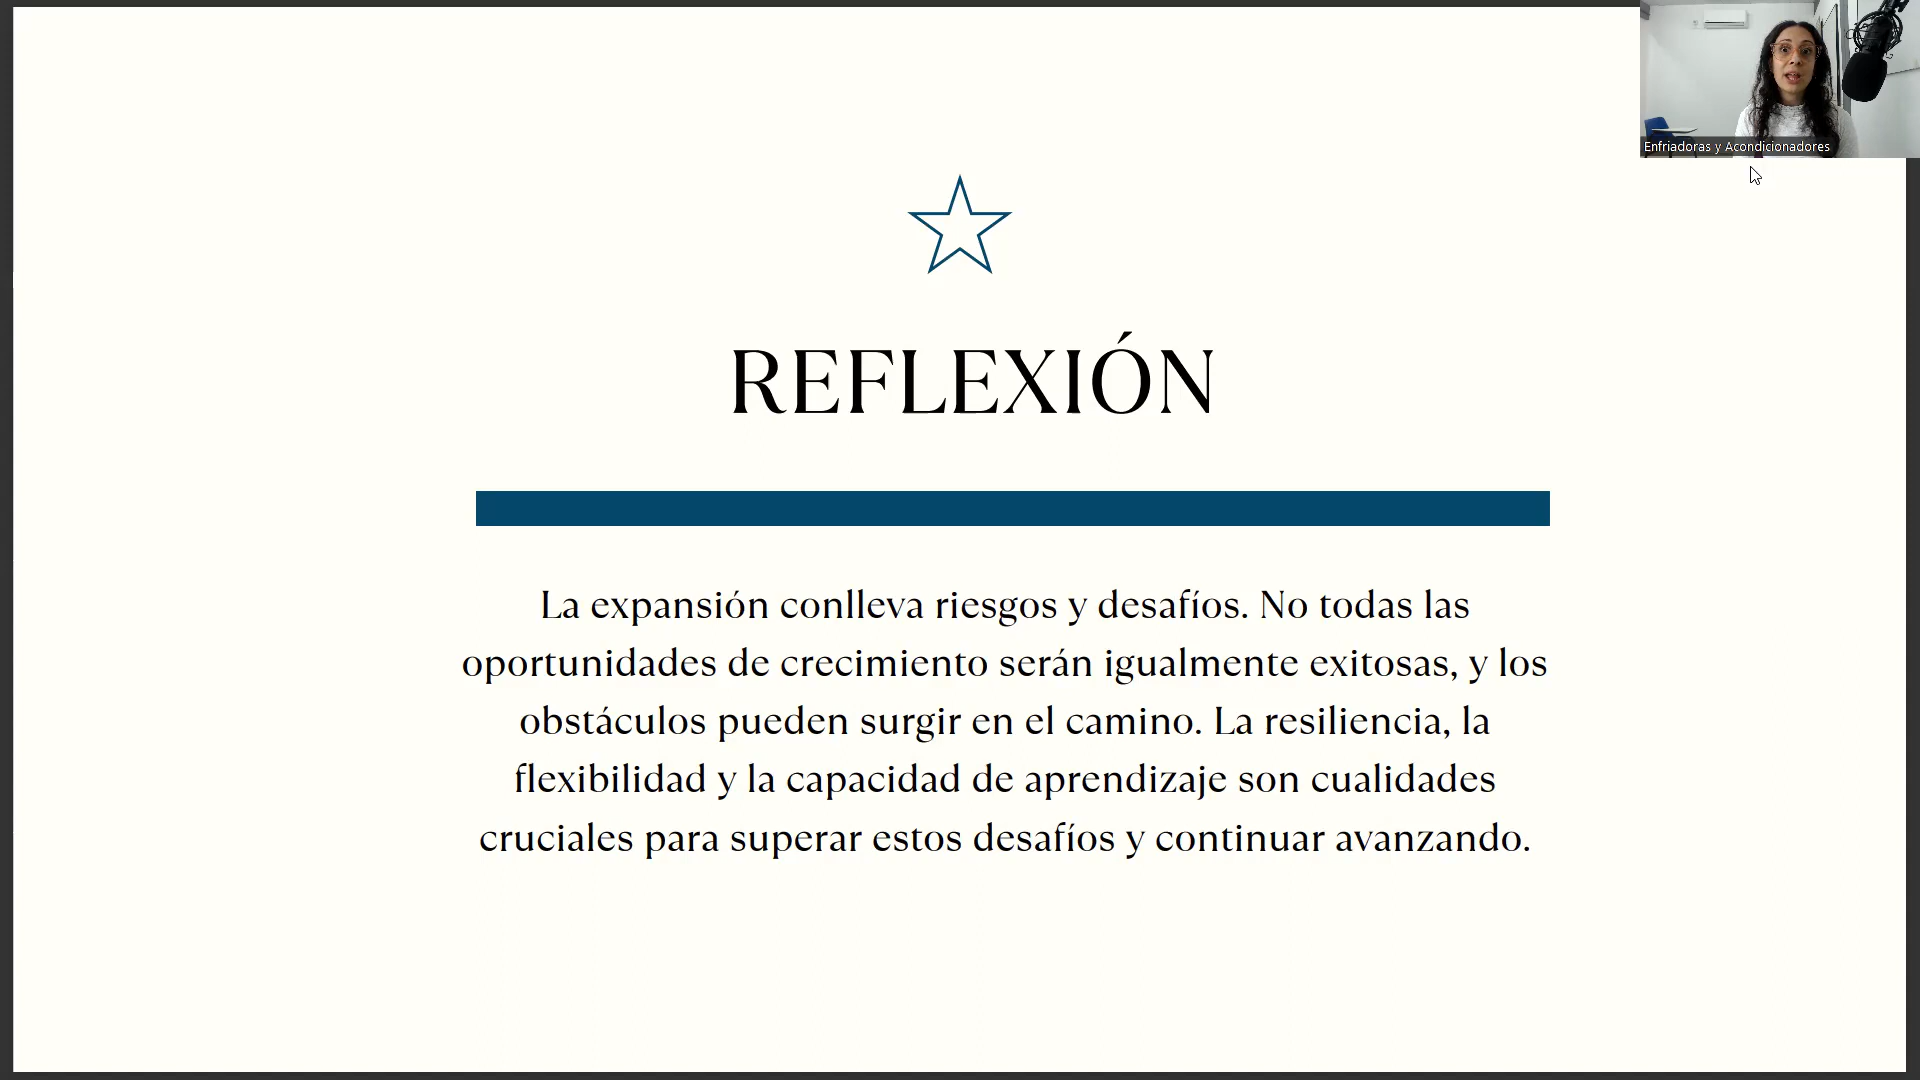 Enfriadoras y Acondicionadores
REFLEXIÓN
La expansión conlleva riesgos y desafíos. No todas las
oportunidades de crecimiento serán igualmente exitosas, y los
obstáculos pueden surgir en el camino. La resiliencia, la
flexibilidad y la capacidad de aprendizaje son cualidades
cruciales para superar estos desafíos y continuar avanzando.